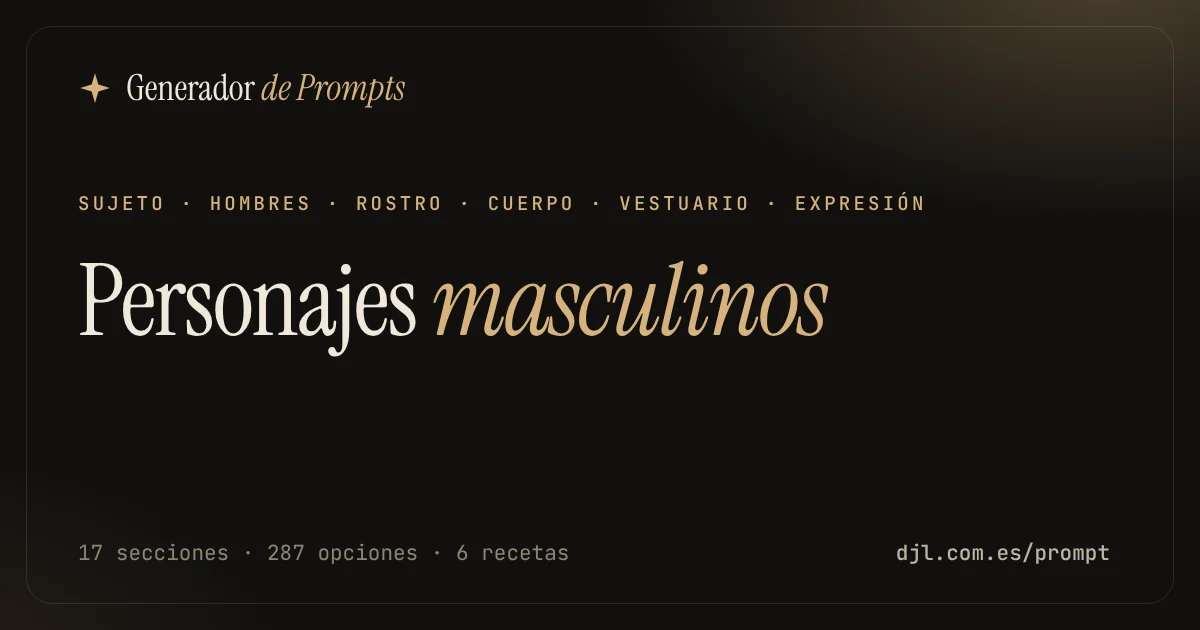 Generador de Prompts
SUJETO · HOMBRES · ROSTRO · CUERPO · VESTUARIO · EXPRESIÓN
Personajes masculinos
17 secciones · 287 opciones · 6 recetas
djl.com.es/prompt